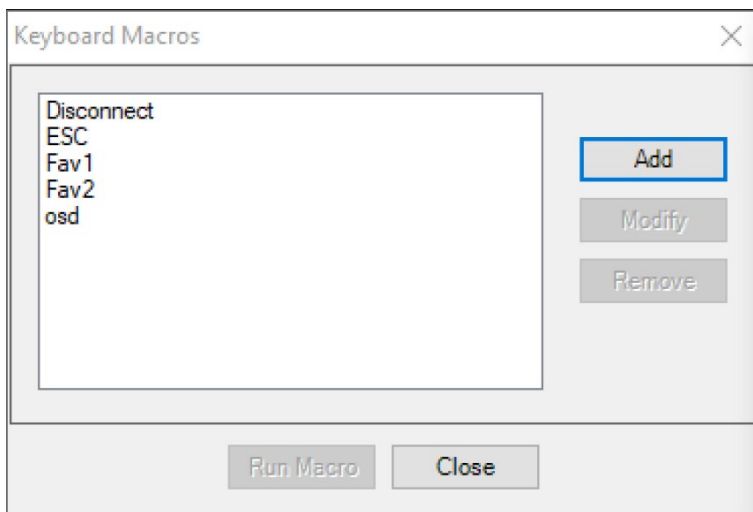 Keyboard Macros
Disconnect
ESC
Fav1
Fav2
osd
Add
Modify
Remove
Run Macro
Close